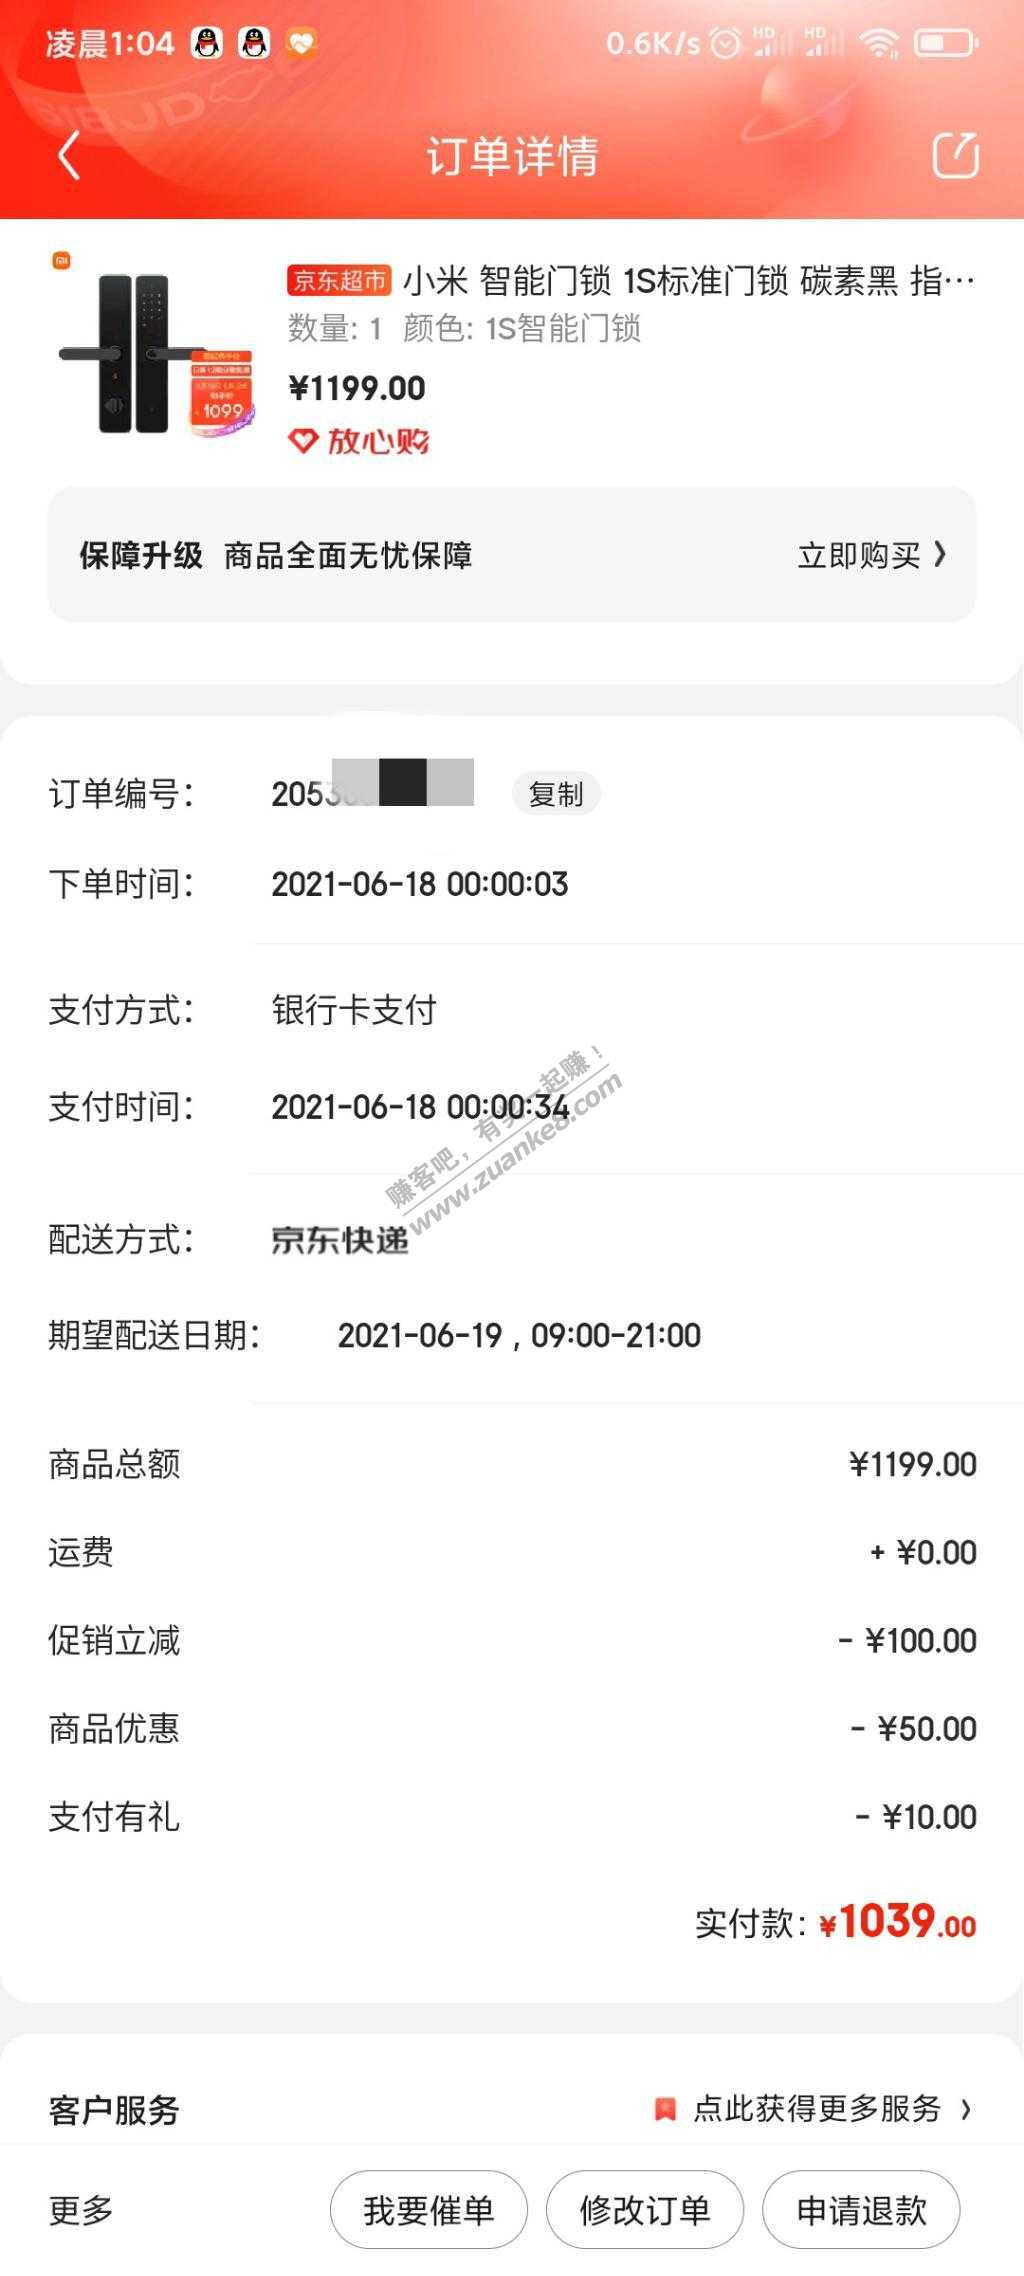 凌晨1:04
0.6K/s
HD
HD
618JD
订单详情
京东超市 小米 智能门锁 1S标准门锁 碳素黑 指···
数量: 1 颜色: 1S智能门锁
1099
¥1199.00
放心购
保障升级 商品全面无忧保障 立即购买
订单编号: 205 复制
下单时间: 2021-06-18 00:00:03
支付方式: 银行卡支付
支付时间: 2021-06-18 00:00:34
赚客吧，有奖一起赚！
www.zuanke8.com
配送方式: 京东快递
期望配送日期: 2021-06-19 , 09:00-21:00
商品总额 ¥1199.00
运费 + ¥0.00
促销立减 - ¥100.00
商品优惠 - ¥50.00
支付有礼 - ¥10.00
实付款: ¥1039.00
客户服务 点此获得更多服务
更多 我要催单 修改订单 申请退款